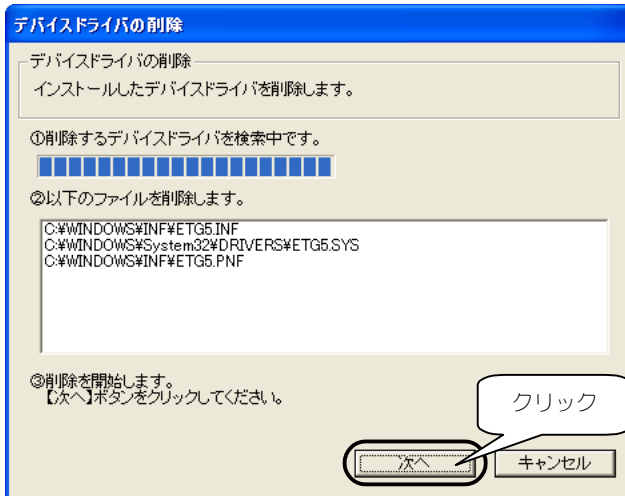 デバイスドライバの削除
デバイスドライバの削除
インストールしたデバイスドライバを削除します。
①削除するデバイスドライバを検索中です。
②以下のファイルを削除します。
C:¥WINDOWS¥INF¥ETG5.INF
C:¥WINDOWS¥System32¥DRIVERS¥ETG5.SYS
C:¥WINDOWS¥INF¥ETG5.PNF
③削除を開始します。
【次へ】ボタンをクリックしてください。
クリック
次へ
キャンセル